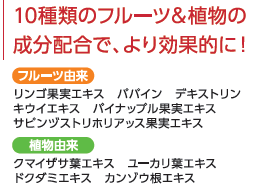 10種類のフルーツ&植物の
成分配合で、より効果的に!
フルーツ由来
リンゴ果実エキス　パパイン　デキストリン
キウイエキス　パイナップル果実エキス
サピンヅストリホリアッス果実エキス
植物由来
クマイザサ葉エキス　ユーカリ葉エキス
ドクダミエキス　カンゾウ根エキス